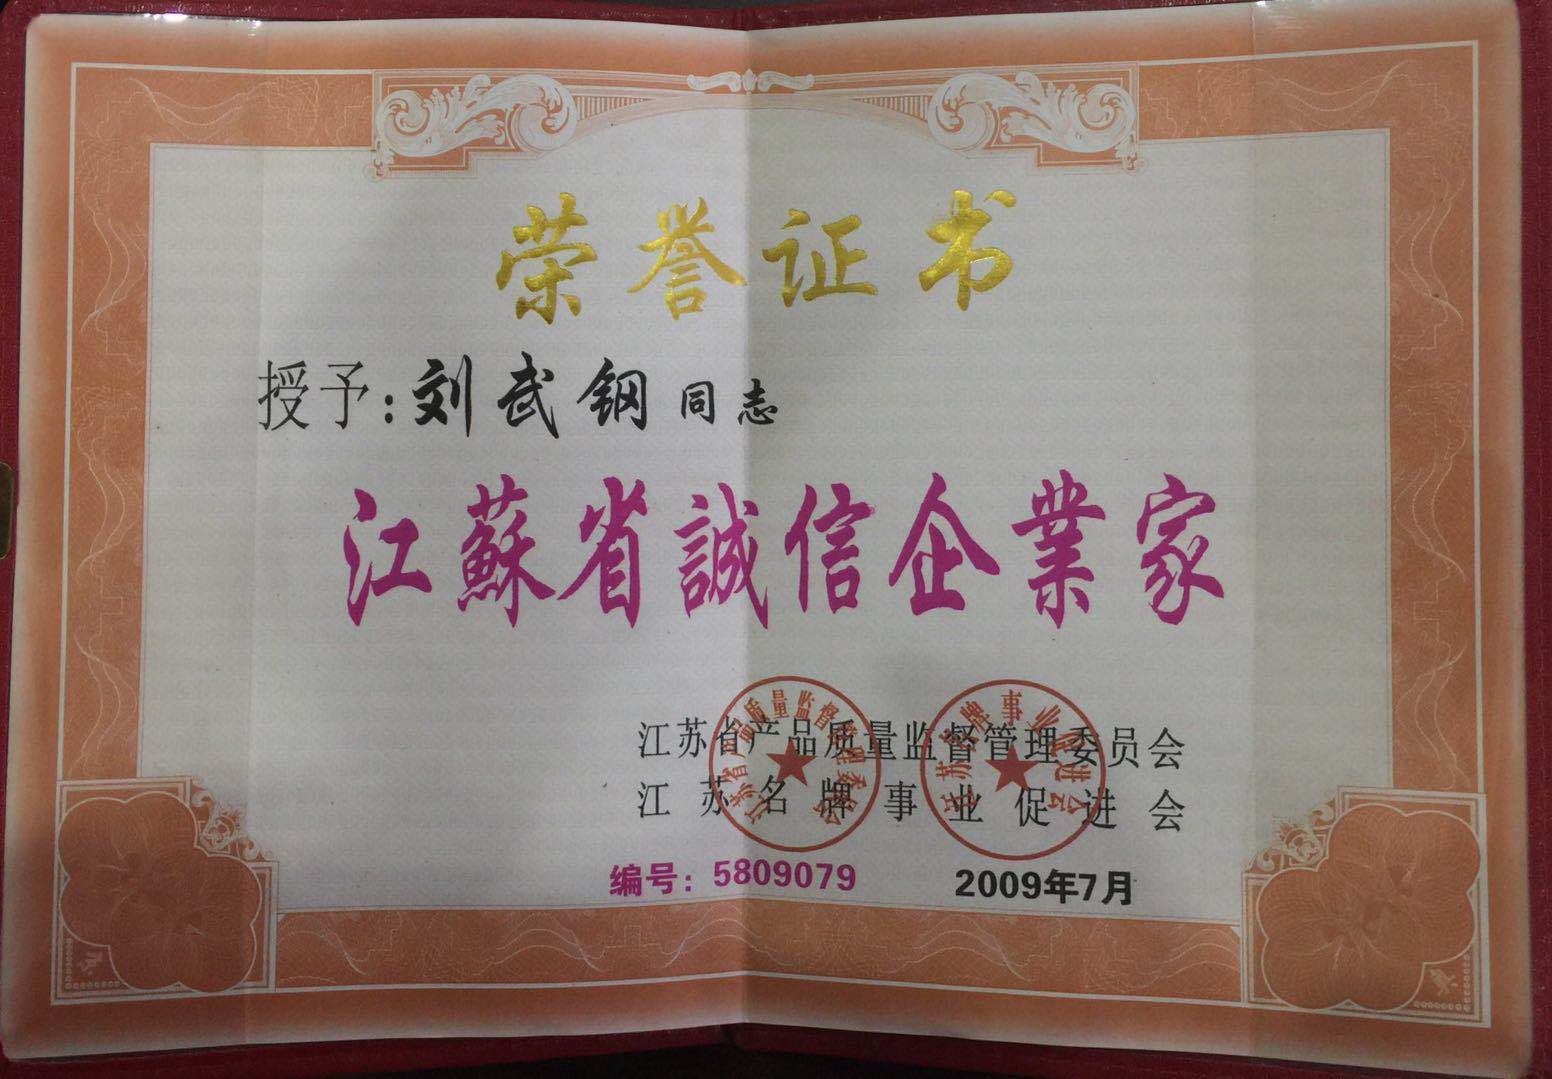 荣誉证书
授予:刘武钢同志
江蘇省誠信企業家
江苏省产品质量监督管理委员会
江苏名牌事业促进会
编号:5809079 2009年7月